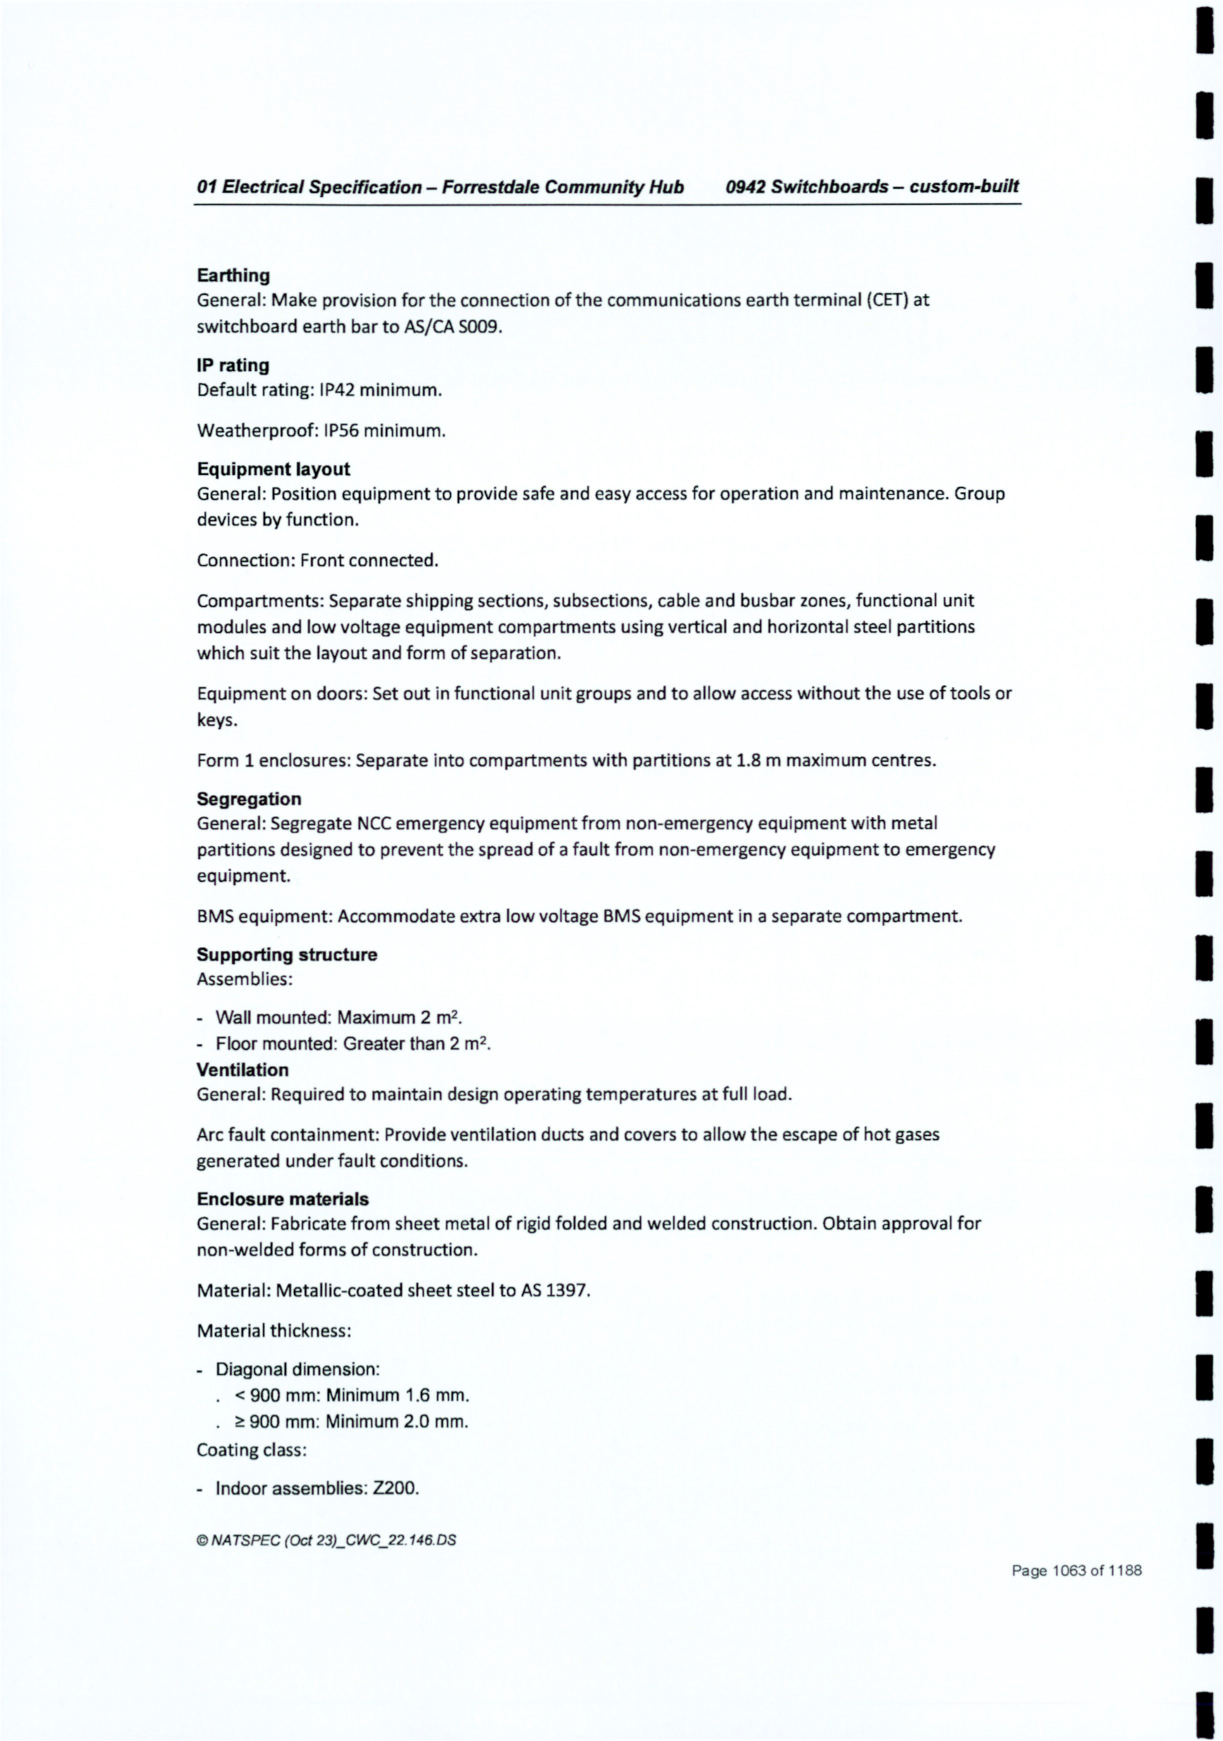 01 Electrical Specification – Forrestdale Community Hub 0942 Switchboards – custom-built
Earthing
General: Make provision for the connection of the communications earth terminal (CET) at
switchboard earth bar to AS/CA S009.
IP rating
Default rating: IP42 minimum.
Weatherproof: IP56 minimum.
Equipment layout
General: Position equipment to provide safe and easy access for operation and maintenance. Group
devices by function.
Connection: Front connected.
Compartments: Separate shipping sections, subsections, cable and busbar zones, functional unit
modules and low voltage equipment compartments using vertical and horizontal steel partitions
which suit the layout and form of separation.
Equipment on doors: Set out in functional unit groups and to allow access without the use of tools or
keys.
Form 1 enclosures: Separate into compartments with partitions at 1.8 m maximum centres.
Segregation
General: Segregate NCC emergency equipment from non-emergency equipment with metal
partitions designed to prevent the spread of a fault from non-emergency equipment to emergency
equipment.
BMS equipment: Accommodate extra low voltage BMS equipment in a separate compartment.
Supporting structure
Assemblies:
- Wall mounted: Maximum 2 m².
- Floor mounted: Greater than 2 m².
Ventilation
General: Required to maintain design operating temperatures at full load.
Arc fault containment: Provide ventilation ducts and covers to allow the escape of hot gases
generated under fault conditions.
Enclosure materials
General: Fabricate from sheet metal of rigid folded and welded construction. Obtain approval for
non-welded forms of construction.
Material: Metallic-coated sheet steel to AS 1397.
Material thickness:
- Diagonal dimension:
. < 900 mm: Minimum 1.6 mm.
. ≥ 900 mm: Minimum 2.0 mm.
Coating class:
- Indoor assemblies: Z200.
© NATSPEC (Oct 23)_CWC_22.146.DS
Page 1063 of 1188